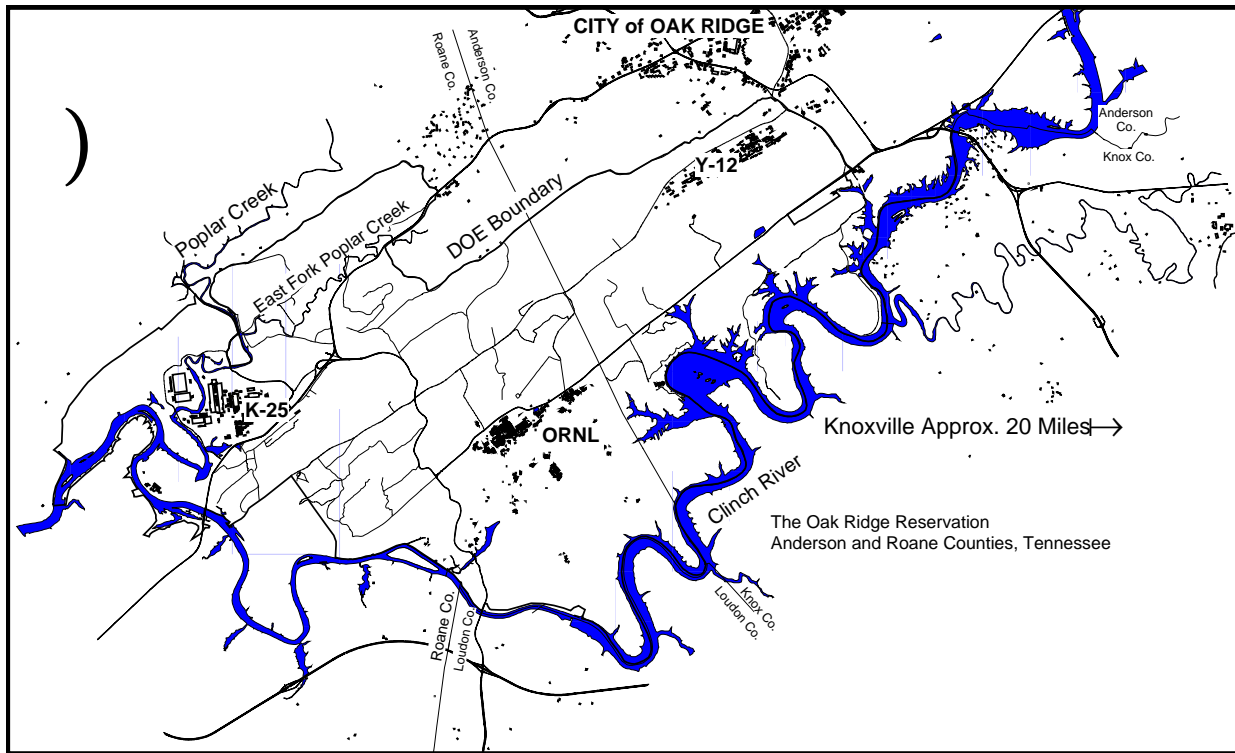 CITY of OAK RIDGE
Anderson Co.
Roane Co.
)
Anderson
Co.
Knox Co.
Y-12
Poplar Creek
DOE Boundary
East Fork Poplar Creek
K-25
ORNL
Knoxville Approx. 20 Miles
Clinch River
The Oak Ridge Reservation
Anderson and Roane Counties, Tennessee
Knox Co.
Loudon Co.
Roane Co.
Loudon Co.